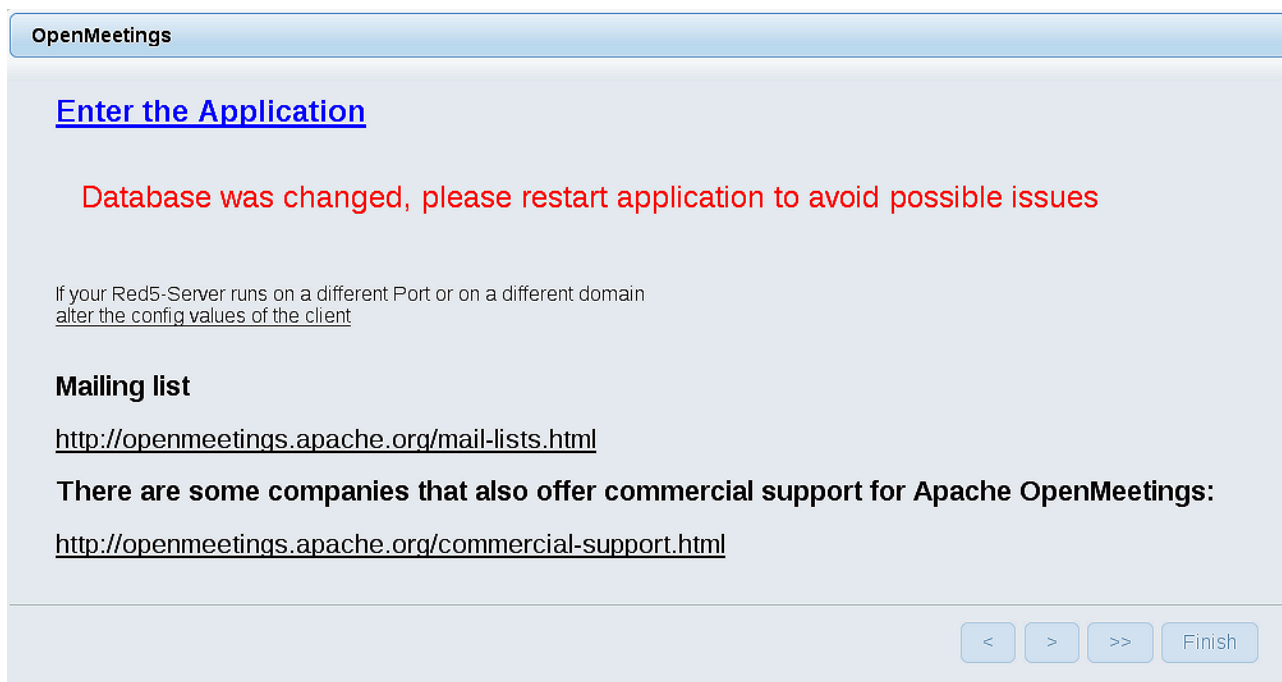 OpenMeetings
Enter the Application
Database was changed, please restart application to avoid possible issues
If your Red5-Server runs on a different Port or on a different domain
alter the config values of the client
Mailing list
http://openmeetings.apache.org/mail-lists.html
There are some companies that also offer commercial support for Apache OpenMeetings:
http://openmeetings.apache.org/commercial-support.html
< > >> Finish